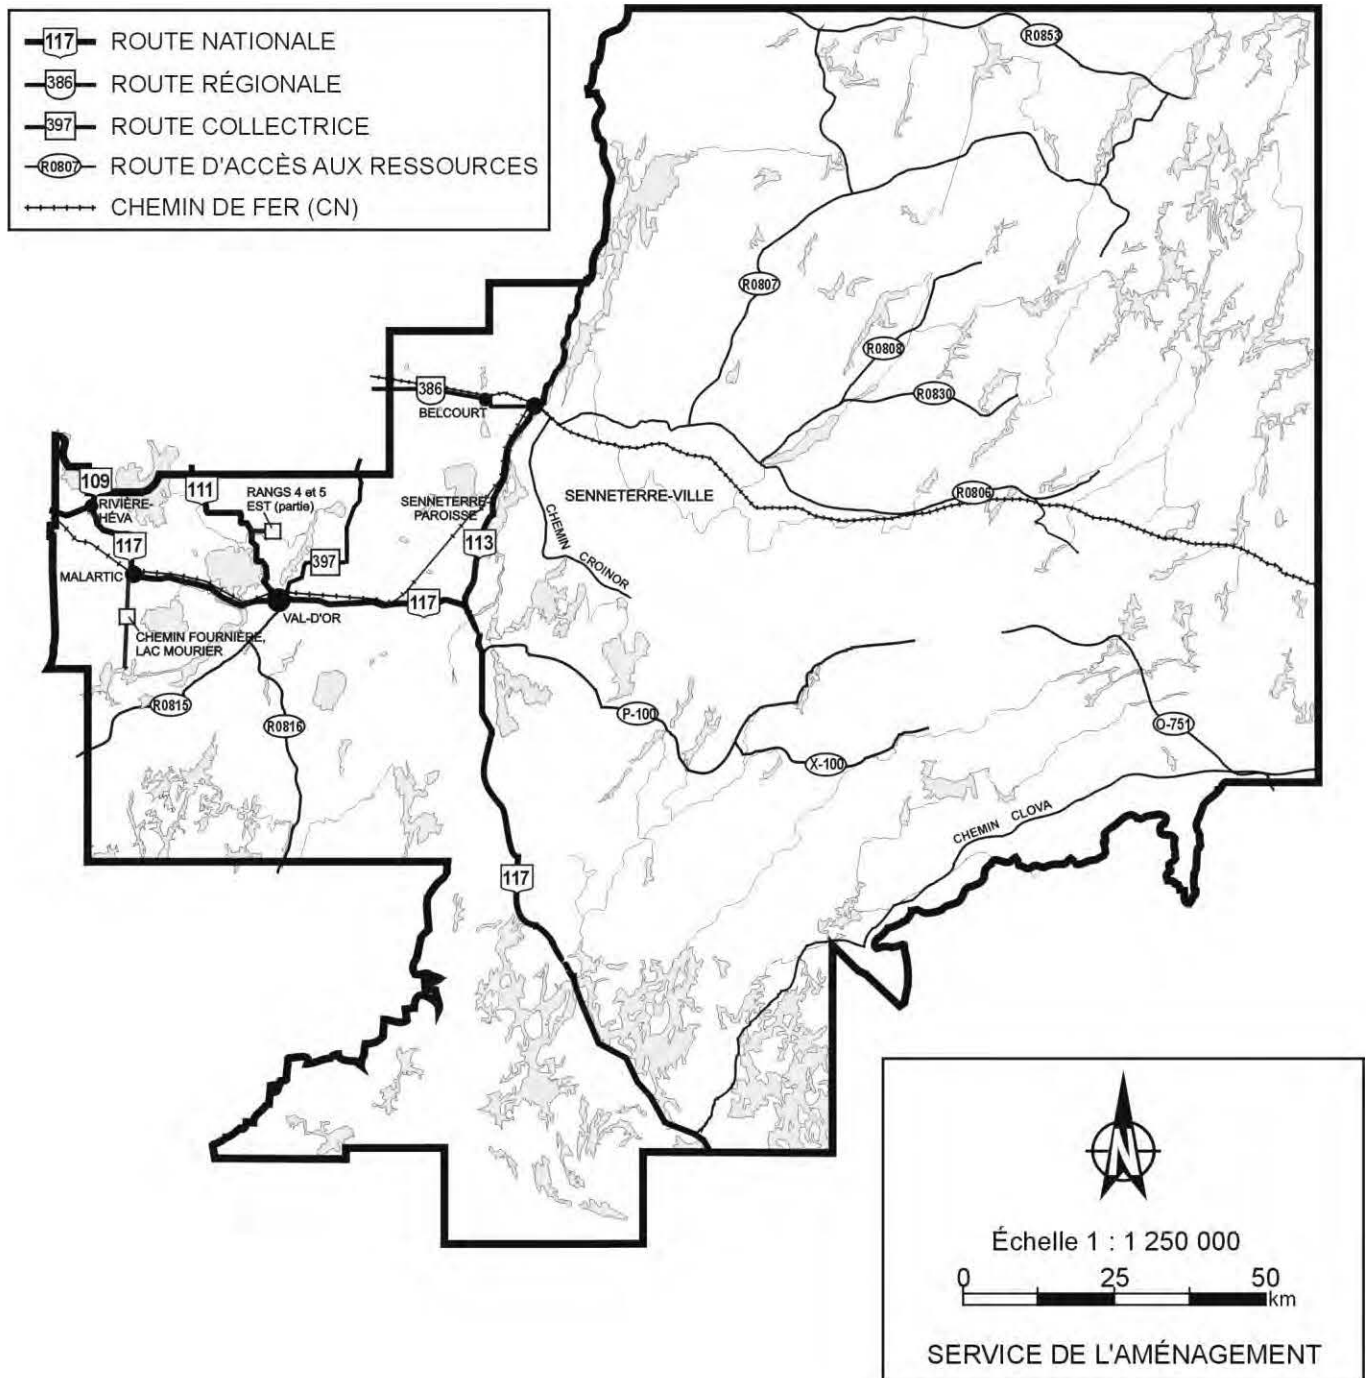 117 ROUTE NATIONALE
386 ROUTE RÉGIONALE
397 ROUTE COLLECTRICE
R0807 ROUTE D'ACCÈS AUX RESSOURCES
CHEMIN DE FER (CN)
R0853
R0807
R0808
R0830
386
BELCOURT
109
111
RANGS 4 et 5
EST (partie)
RIVIÈRE-
HÉVA
SENNETERRE-
PAROISSE
SENNETERRE-VILLE
R0806
117
113
CHEMIN CROINOR
397
MALARTIC
117
VAL-D'OR
CHEMIN FOURNIÈRE,
LAC MOURIER
R0815
R0816
P-100
X-100
O-751
CHEMIN CLOVA
117
N
Échelle 1 : 1 250 000
0 25 50
km
SERVICE DE L'AMÉNAGEMENT